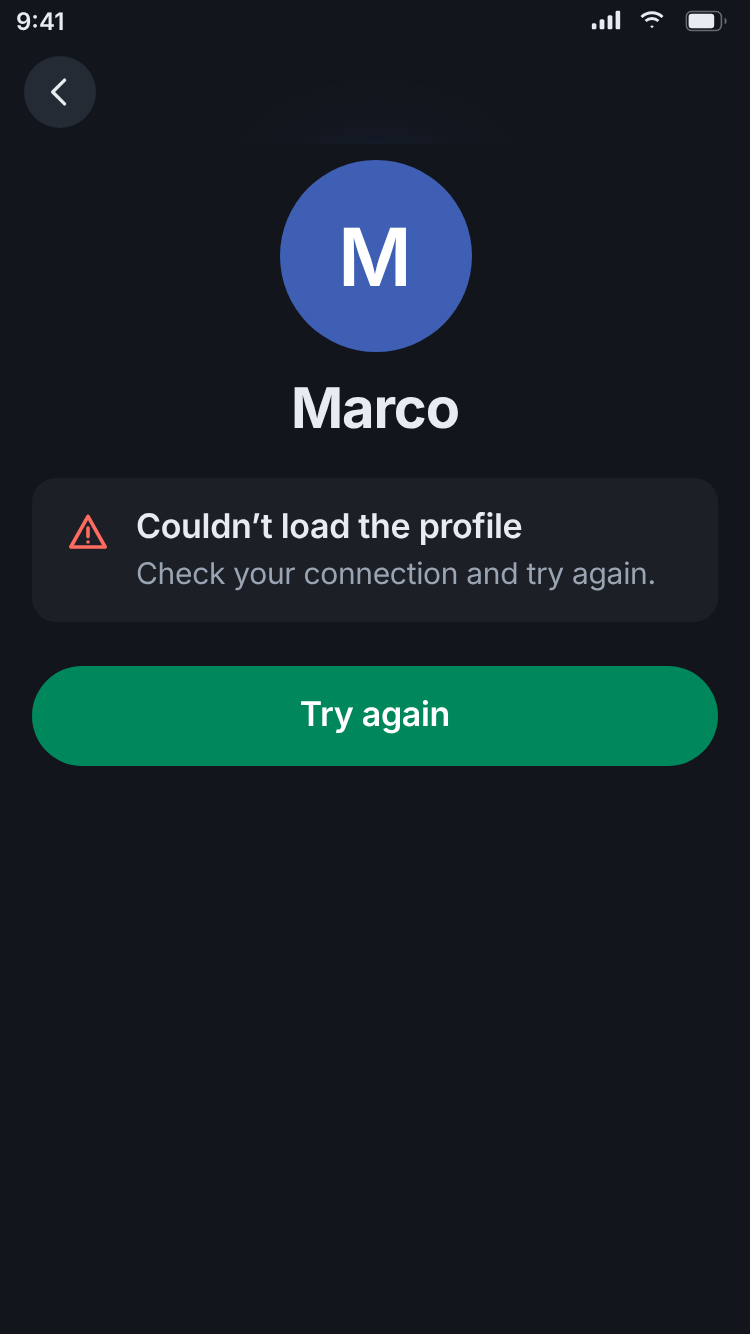 9:41
M
Marco
Couldn’t load the profile
Check your connection and try again.
Try again